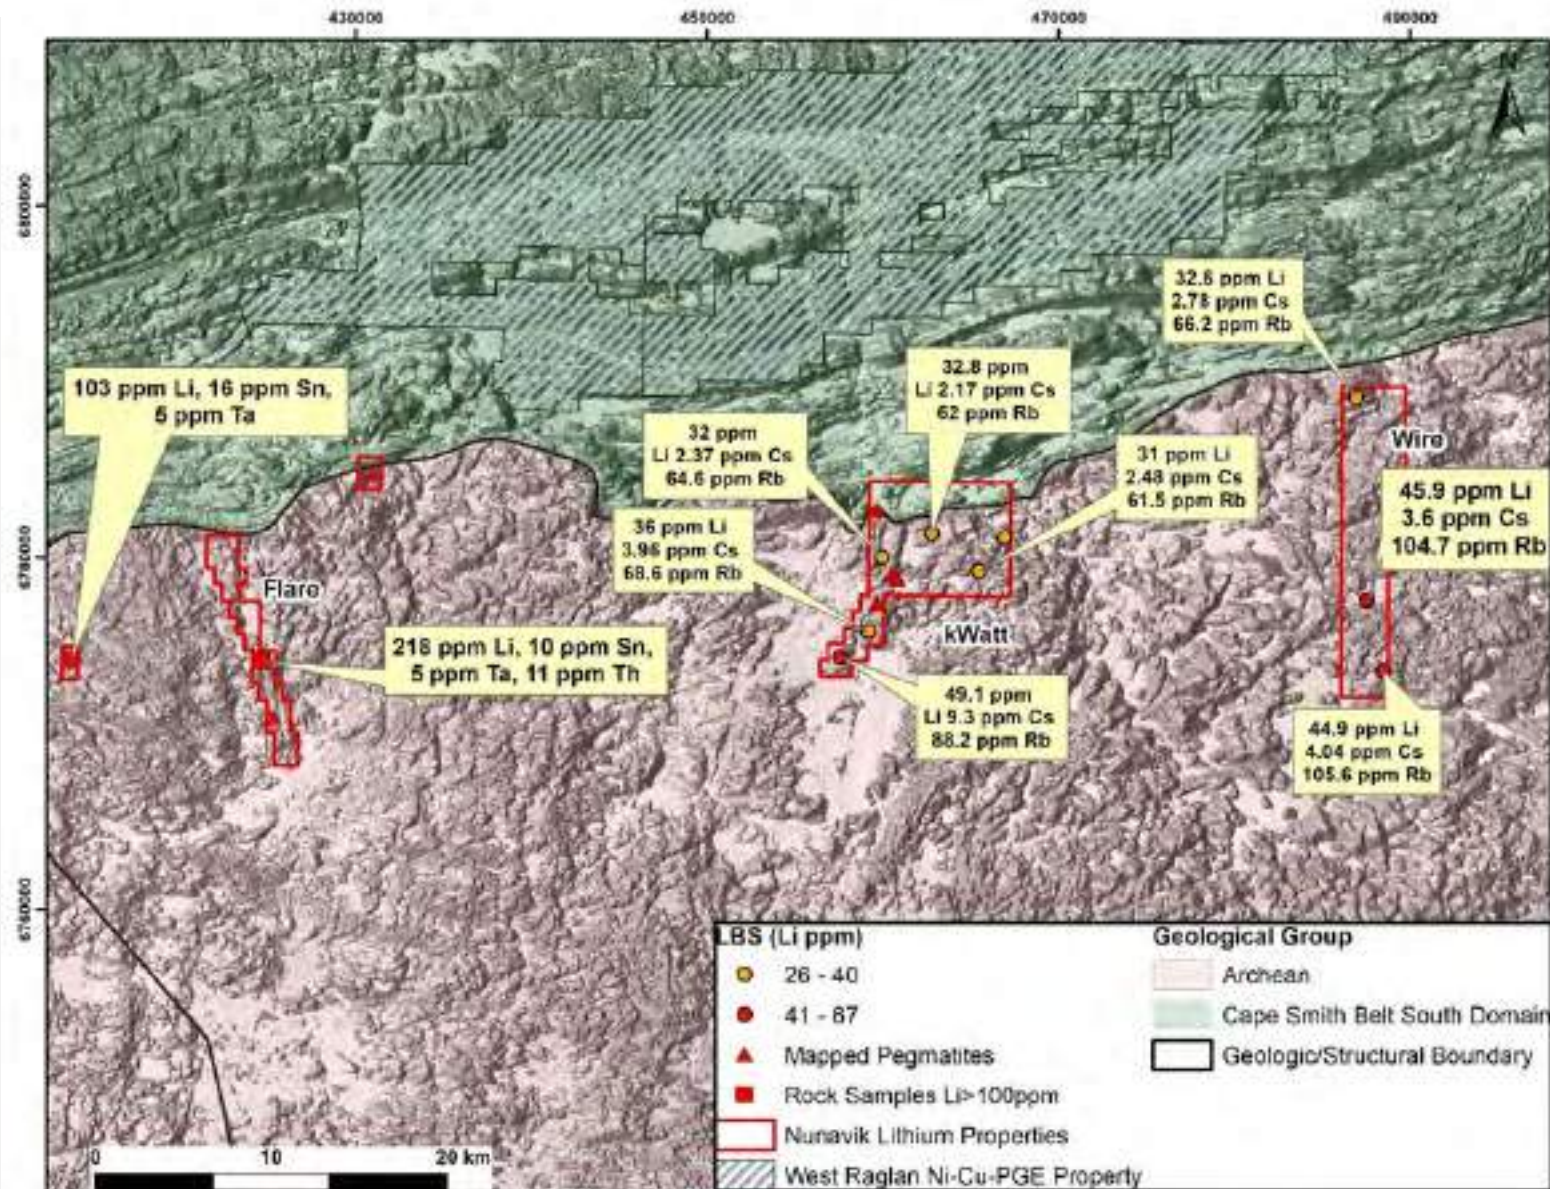 430000
450000
470000
490000
N
6800000
6780000
6760000
32.6 ppm Li
2.78 ppm Cs
66.2 ppm Rb
103 ppm Li, 16 ppm Sn,
5 ppm Ta
32.8 ppm
Li 2.17 ppm Cs
62 ppm Rb
32 ppm
Li 2.37 ppm Cs
64.6 ppm Rb
31 ppm Li
2.48 ppm Cs
61.5 ppm Rb
Wire
45.9 ppm Li
3.6 ppm Cs
104.7 ppm Rb
36 ppm Li
3.96 ppm Cs
68.6 ppm Rb
Flare
kWatt
218 ppm Li, 10 ppm Sn,
5 ppm Ta, 11 ppm Th
49.1 ppm
Li 9.3 ppm Cs
88.2 ppm Rb
44.9 ppm Li
4.04 ppm Cs
105.6 ppm Rb
LBS (Li ppm)
26 - 40
41 - 67
Mapped Pegmatites
Rock Samples Li>100ppm
Nunavik Lithium Properties
West Raglan Ni-Cu-PGE Property
Geological Group
Archean
Cape Smith Belt South Domain
Geologic/Structural Boundary
0 10 20 km